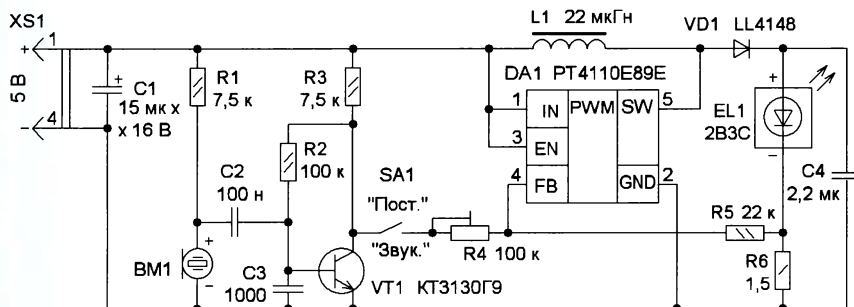 XS1
+ 1
5 В
4
−
C1
+
15 мк x
x 16 В
R1
7,5 к
R3
7,5 к
R2
100 к
C2
100 н
BM1
+
−
C3
1000
VT1 КТ3130Г9
SA1
"Пост."
"Звук."
R4 100 к
L1 22 мкГн
DA1 PT4110E89E
1 IN PWM SW 5
3 EN
4 FB GND 2
VD1 LL4148
+
EL1
2В3С
−
C4
2,2 мк
R5 22 к
R6
1,5